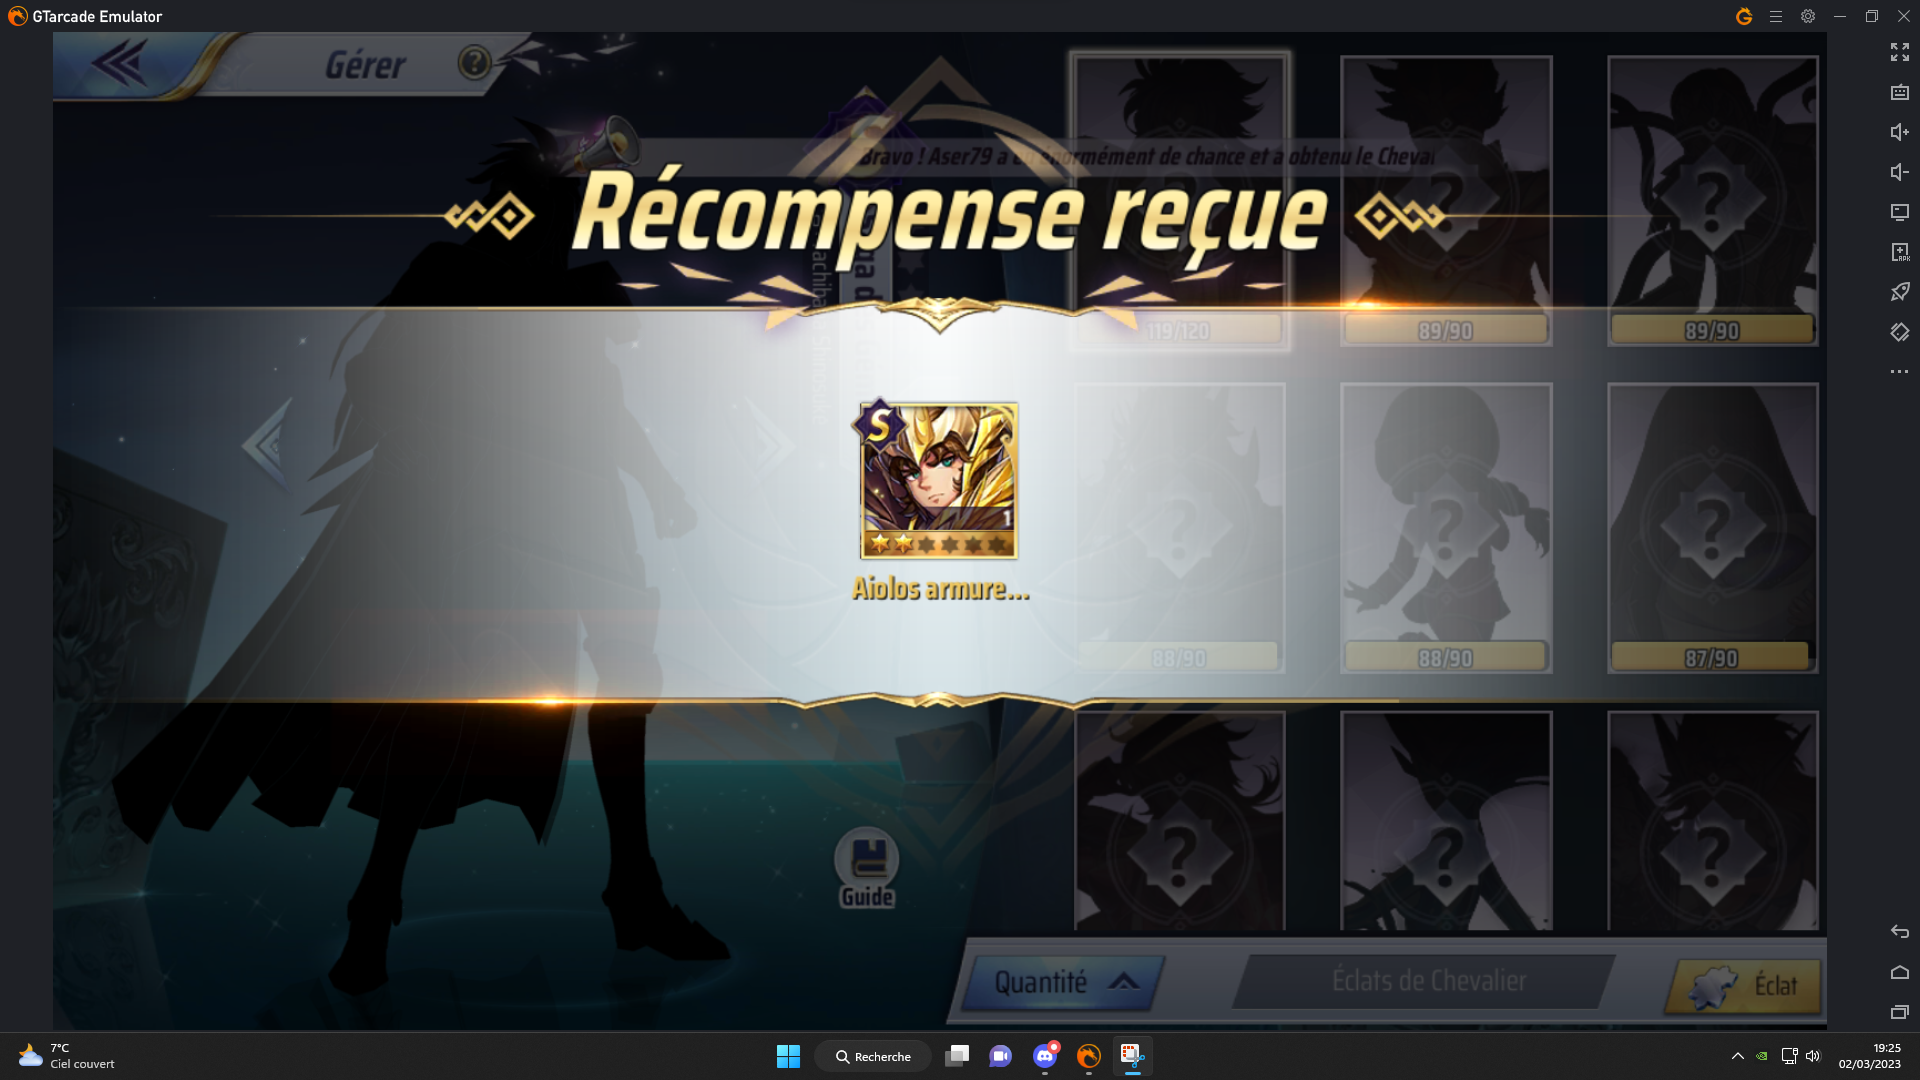 GTarcade Emulator
Gérer
?
Bravo ! Aser79 a eu énormément de chance et a obtenu le Cheval
Récompense reçue
119/120
89/90
89/90
S
1
Aiolos armure...
88/90
88/90
87/90
Guide
Quantité
Éclats de Chevalier
Éclat
7°C
Ciel couvert
Recherche
19:25
02/03/2023